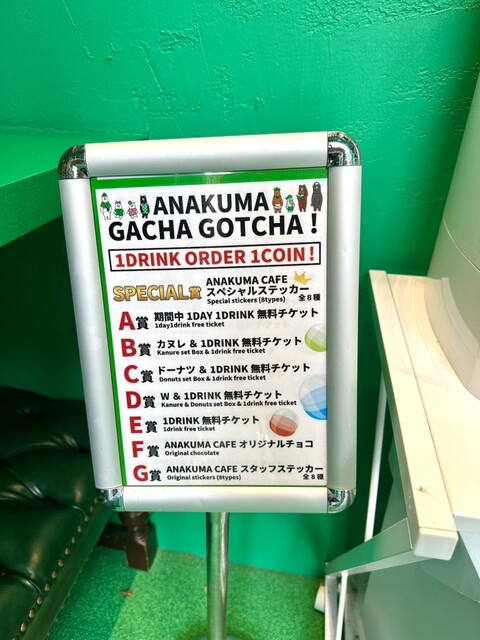 ANAKUMA
GACHA GOTCHA！
1DRINK ORDER 1COIN！
SPECIAL賞 ANAKUMA CAFE
スペシャルステッカー
Special stickers (8types) 全８種
A賞 期間中 1DAY 1DRINK 無料チケット
1day1drink free ticket
B賞 カヌレ & 1DRINK 無料チケット
Kanure set Box & 1drink free ticket
C賞 ドーナツ & 1DRINK 無料チケット
Donuts set Box & 1drink free ticket
D賞 W & 1DRINK 無料チケット
Kanure & Donuts set Box & 1drink free ticket
E賞 1DRINK 無料チケット
1drink free ticket
F賞 ANAKUMA CAFE オリジナルチョコ
Original chocolate
G賞 ANAKUMA CAFE スタッフステッカー
Original stickers (8types) 全８種